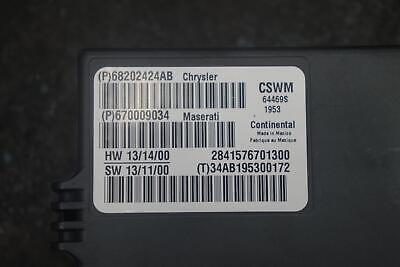 (P)68202424AB Chrysler
CSWM
64469S
1953
(P)670009034 Maserati
Continental
Made in Mexico
Fabrique au Mexique
HW 13/14/00 2841576701300
SW 13/11/00 (T)34AB195300172